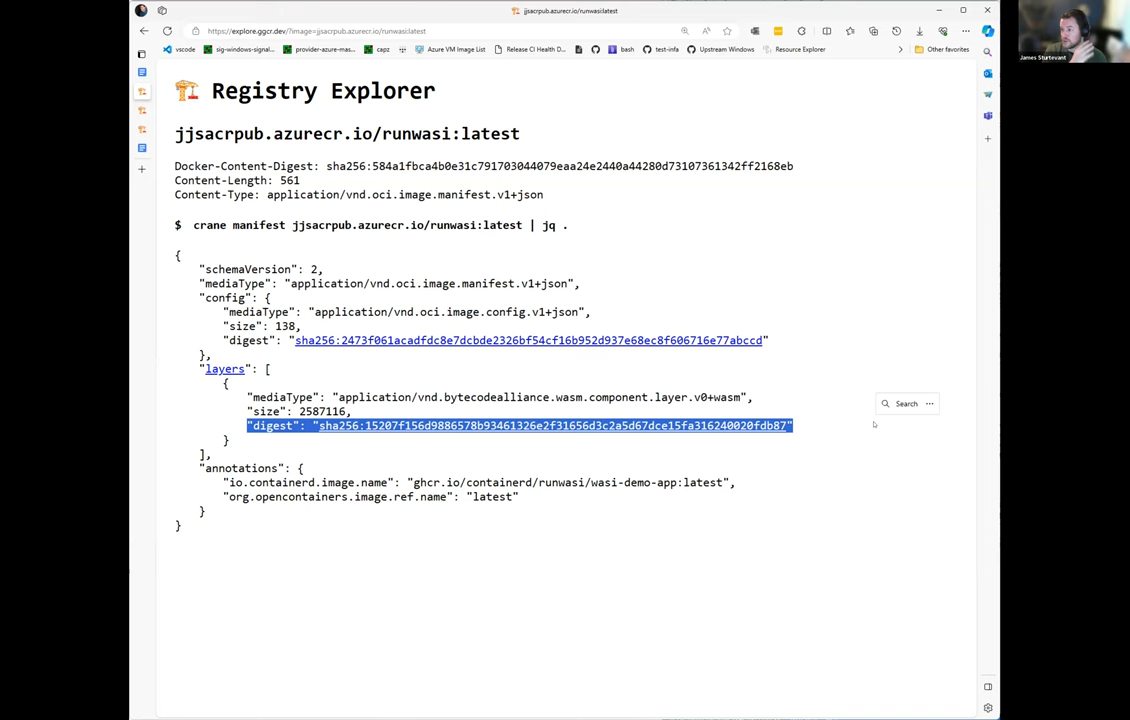 jjsacrpub.azurecr.io/runwasi:latest
https://explore.ggcr.dev/?image=jjsacrpub.azurecr.io/runwasi:latest
vscode
sig-windows-signal...
provider-azure-mas...
capz
Azure VM Image List
Release CI Health D...
bash
test-infa
Upstream Windows
Resource Explorer
Other favorites
James Sturtevant
Registry Explorer
jjsacrpub.azurecr.io/runwasi:latest
Docker-Content-Digest: sha256:584a1fbca4b0e31c791703044079eaa24e2440a44280d73107361342ff2168eb
Content-Length: 561
Content-Type: application/vnd.oci.image.manifest.v1+json
$ crane manifest jjsacrpub.azurecr.io/runwasi:latest | jq .
{
"schemaVersion": 2,
"mediaType": "application/vnd.oci.image.manifest.v1+json",
"config": {
"mediaType": "application/vnd.oci.image.config.v1+json",
"size": 138,
"digest": "sha256:2473f061acadfdc8e7dcbde2326bf54cf16b952d937e68ec8f606716e77abccd"
},
"layers": [
{
"mediaType": "application/vnd.bytecodealliance.wasm.component.layer.v0+wasm",
"size": 2587116,
"digest": "sha256:15207f156d9886578b93461326e2f31656d3c2a5d67dce15fa316240020fdb87"
}
],
"annotations": {
"io.containerd.image.name": "ghcr.io/containerd/runwasi/wasi-demo-app:latest",
"org.opencontainers.image.ref.name": "latest"
}
}
Search